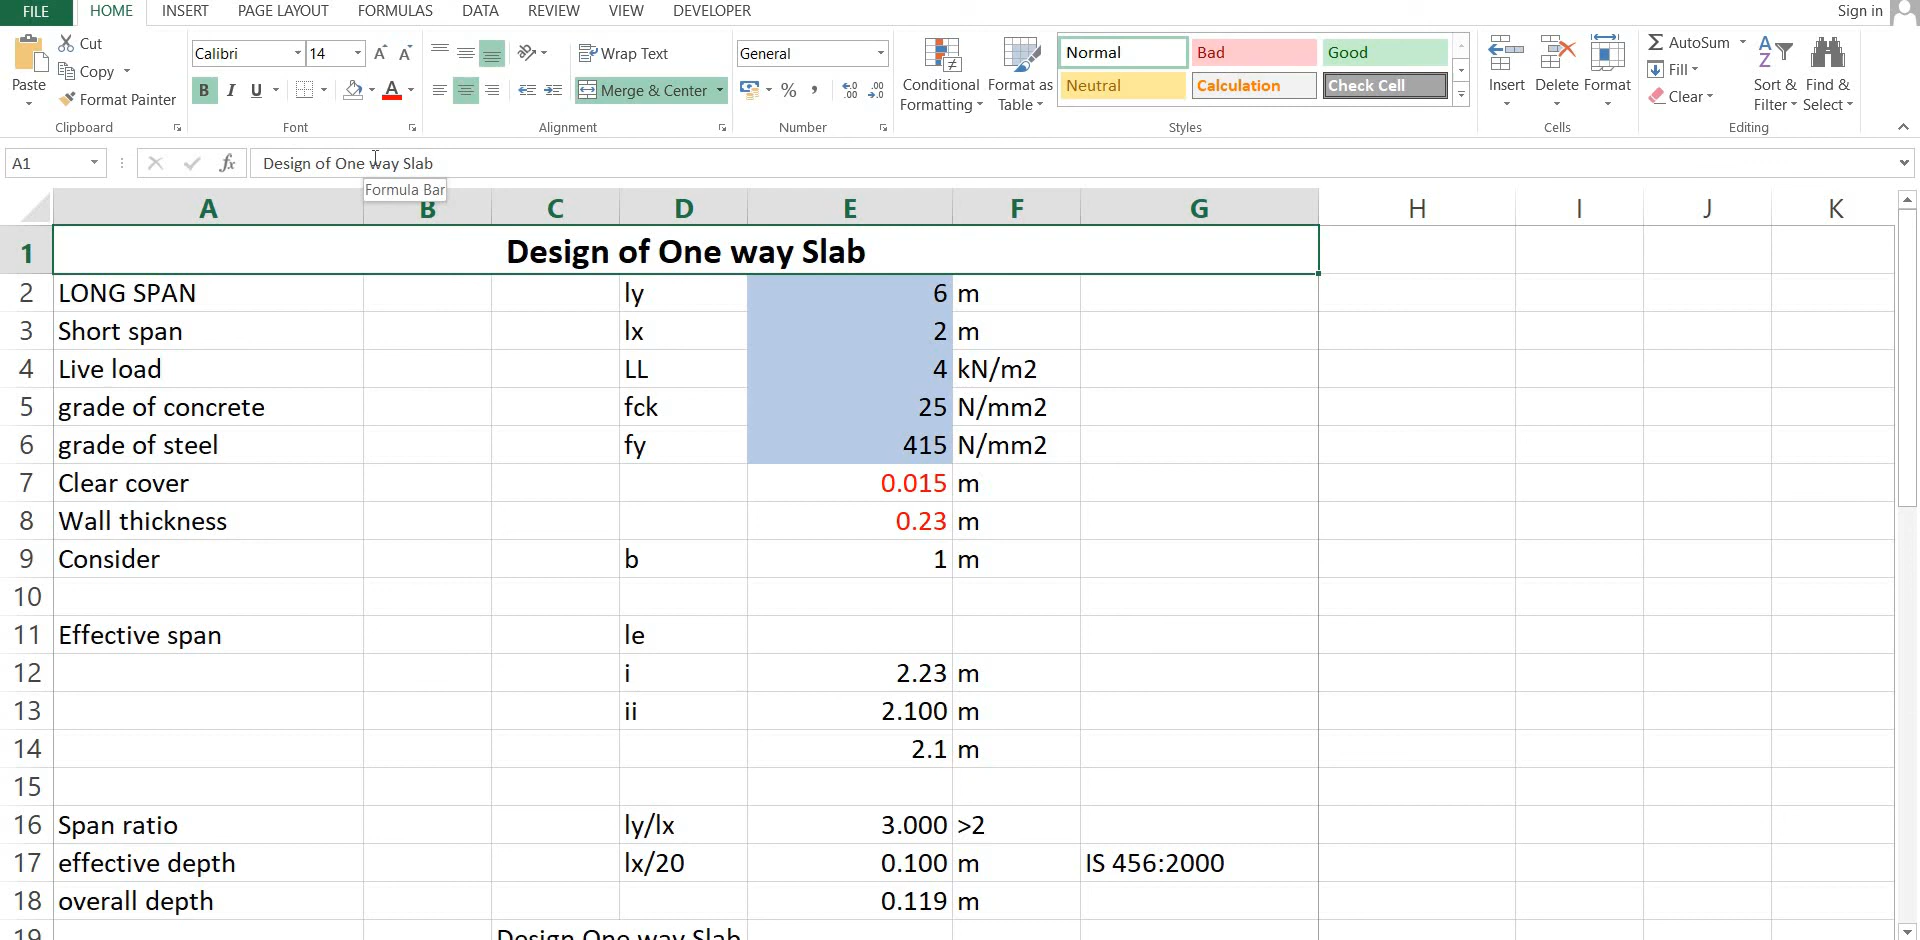 FILE HOME INSERT PAGE LAYOUT FORMULAS DATA REVIEW VIEW DEVELOPER Sign in
Cut
Copy
Format Painter
Paste
Clipboard
Calibri 14
B I U A
Font
Wrap Text
Merge & Center
Alignment
General
% ,
Number
Conditional Formatting
Format as Table
Normal Bad Good
Neutral Calculation Check Cell
Styles
Insert Delete Format
Cells
AutoSum
Fill
Clear
Sort & Filter
Find & Select
Editing
A1 fx Design of One way Slab
Formula Bar
A B C D E F G H I J K
1 Design of One way Slab
2 LONG SPAN ly 6 m
3 Short span lx 2 m
4 Live load LL 4 kN/m2
5 grade of concrete fck 25 N/mm2
6 grade of steel fy 415 N/mm2
7 Clear cover 0.015 m
8 Wall thickness 0.23 m
9 Consider b 1 m
10
11 Effective span le
12 i 2.23 m
13 ii 2.100 m
14 2.1 m
15
16 Span ratio ly/lx 3.000 >2
17 effective depth lx/20 0.100 m IS 456:2000
18 overall depth 0.119 m
19 Design One way Slab